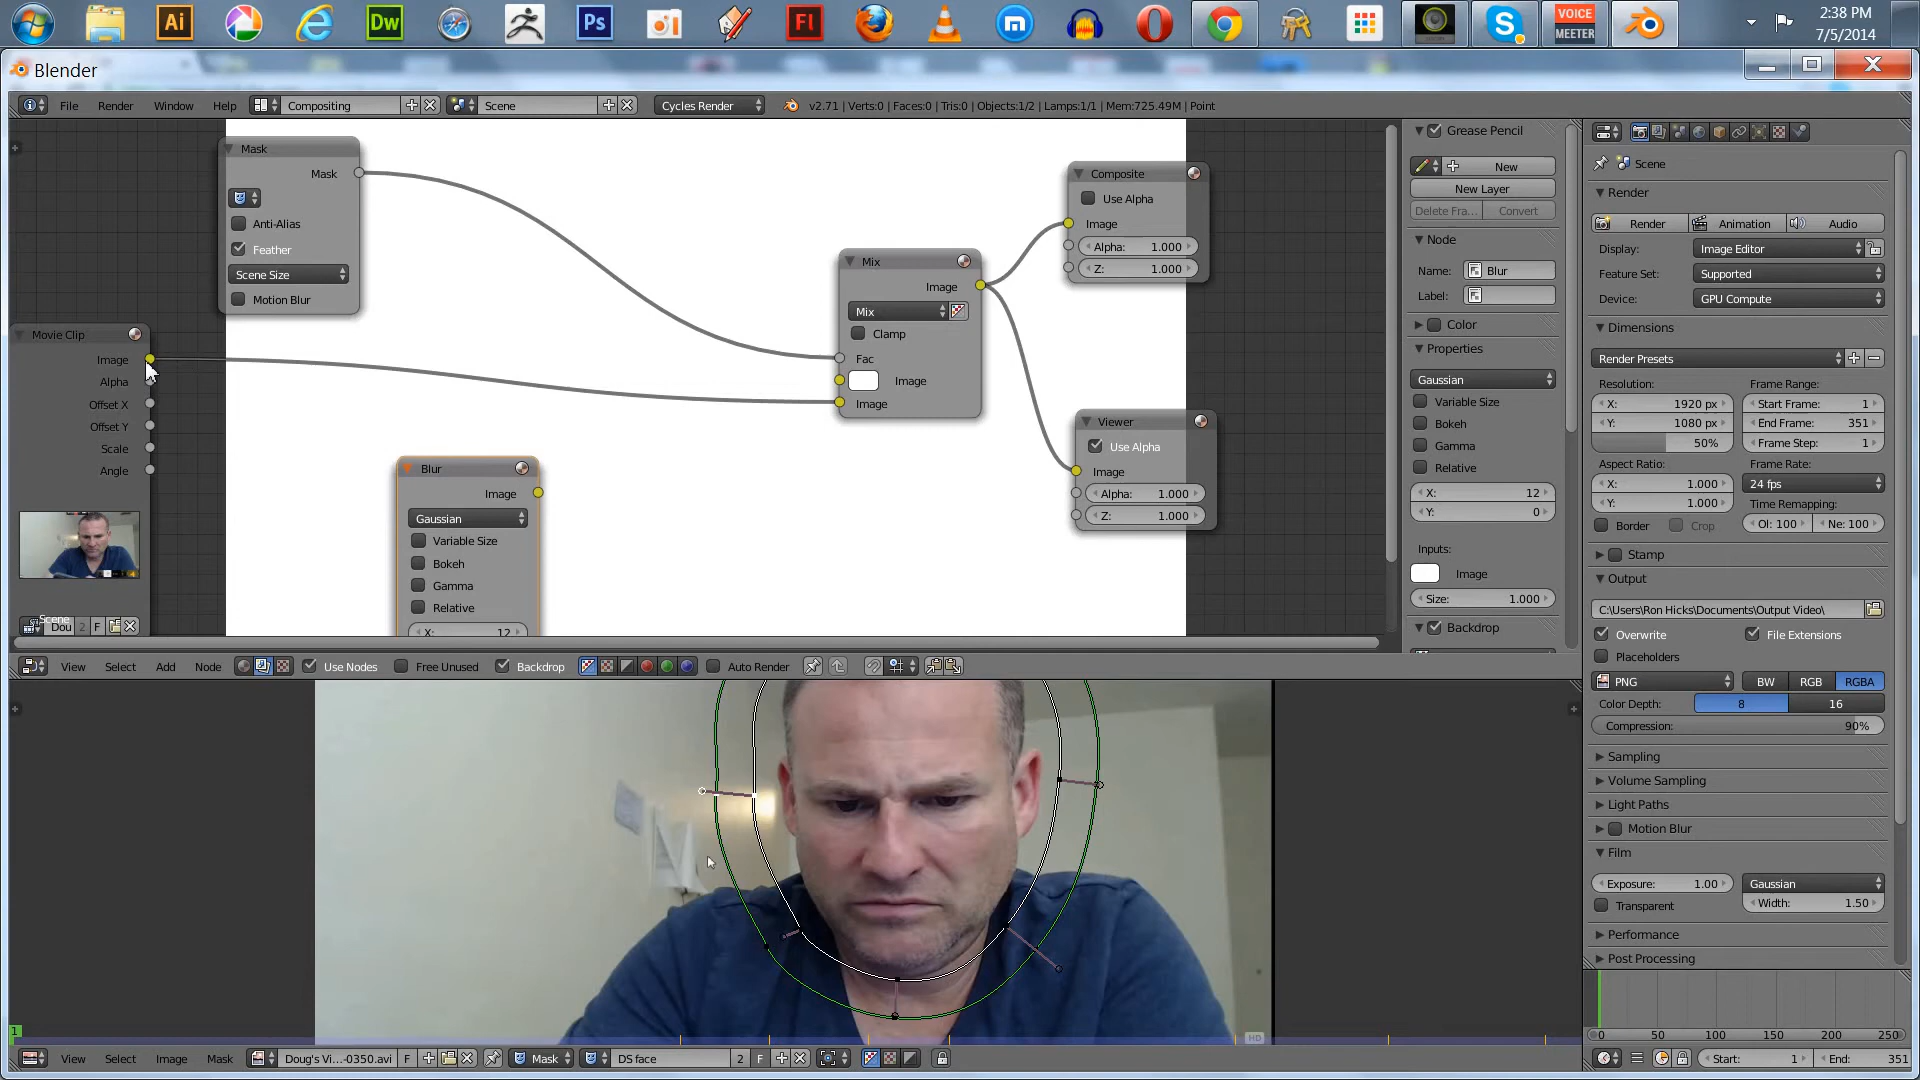 Ai
Dw
Ps
Fl
VOICE
MEETER
2:38 PM
7/5/2014
Blender
File Render Window Help Compositing Scene Cycles Render v2.71 | Verts:0 | Faces:0 | Tris:0 | Objects:1/2 | Lamps:1/1 | Mem:725.49M | Point
Mask
Mask
Anti-Alias
Feather
Scene Size
Motion Blur
Movie Clip
Image
Alpha
Offset X
Offset Y
Scale
Angle
Scene
Dou 2 F
Blur
Image
Gaussian
Variable Size
Bokeh
Gamma
Relative
X: 12
Mix
Image
Mix
Clamp
Fac
Image
Image
Composite
Use Alpha
Image
Alpha: 1.000
Z: 1.000
Viewer
Use Alpha
Image
Alpha: 1.000
Z: 1.000
Grease Pencil
New
New Layer
Delete Fra... Convert
Node
Name: Blur
Label:
Color
Properties
Gaussian
Variable Size
Bokeh
Gamma
Relative
X: 12
Y: 0
Inputs:
Image
Size: 1.000
Backdrop
Scene
Render
Render Animation Audio
Display: Image Editor
Feature Set: Supported
Device: GPU Compute
Dimensions
Render Presets
Resolution: Frame Range:
X: 1920 px Start Frame: 1
Y: 1080 px End Frame: 351
50% Frame Step: 1
Aspect Ratio: Frame Rate:
X: 1.000 24 fps
Y: 1.000 Time Remapping:
Border Crop Ol: 100 Ne: 100
Stamp
Output
C:\Users\Ron Hicks\Documents\Output Video\
Overwrite File Extensions
Placeholders
PNG BW RGB RGBA
Color Depth: 8 16
Compression: 90%
Sampling
Volume Sampling
Light Paths
Motion Blur
Film
Exposure: 1.00 Gaussian
Transparent Width: 1.50
Performance
Post Processing
View Select Add Node Use Nodes Free Unused Backdrop Auto Render
1
HD
View Select Image Mask Doug's Vi...-0350.avi F Mask DS face 2 F
0 50 100 150 200 250
Start: 1 End: 351